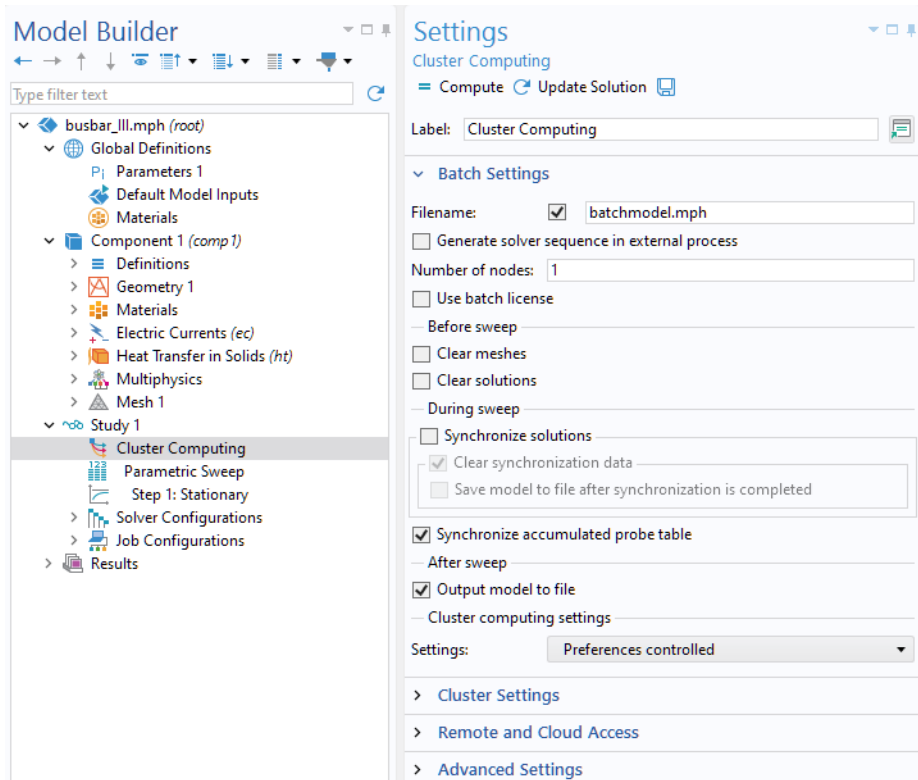 Model Builder
Type filter text
busbar_III.mph (root)
Global Definitions
Pi Parameters 1
Default Model Inputs
Materials
Component 1 (comp1)
Definitions
Geometry 1
Materials
Electric Currents (ec)
Heat Transfer in Solids (ht)
Multiphysics
Mesh 1
Study 1
Cluster Computing
123 Parametric Sweep
Step 1: Stationary
Solver Configurations
Job Configurations
Results
Settings
Cluster Computing
= Compute Update Solution
Label: Cluster Computing
Batch Settings
Filename: batchmodel.mph
Generate solver sequence in external process
Number of nodes: 1
Use batch license
Before sweep
Clear meshes
Clear solutions
During sweep
Synchronize solutions
Clear synchronization data
Save model to file after synchronization is completed
Synchronize accumulated probe table
After sweep
Output model to file
Cluster computing settings
Settings: Preferences controlled
Cluster Settings
Remote and Cloud Access
Advanced Settings